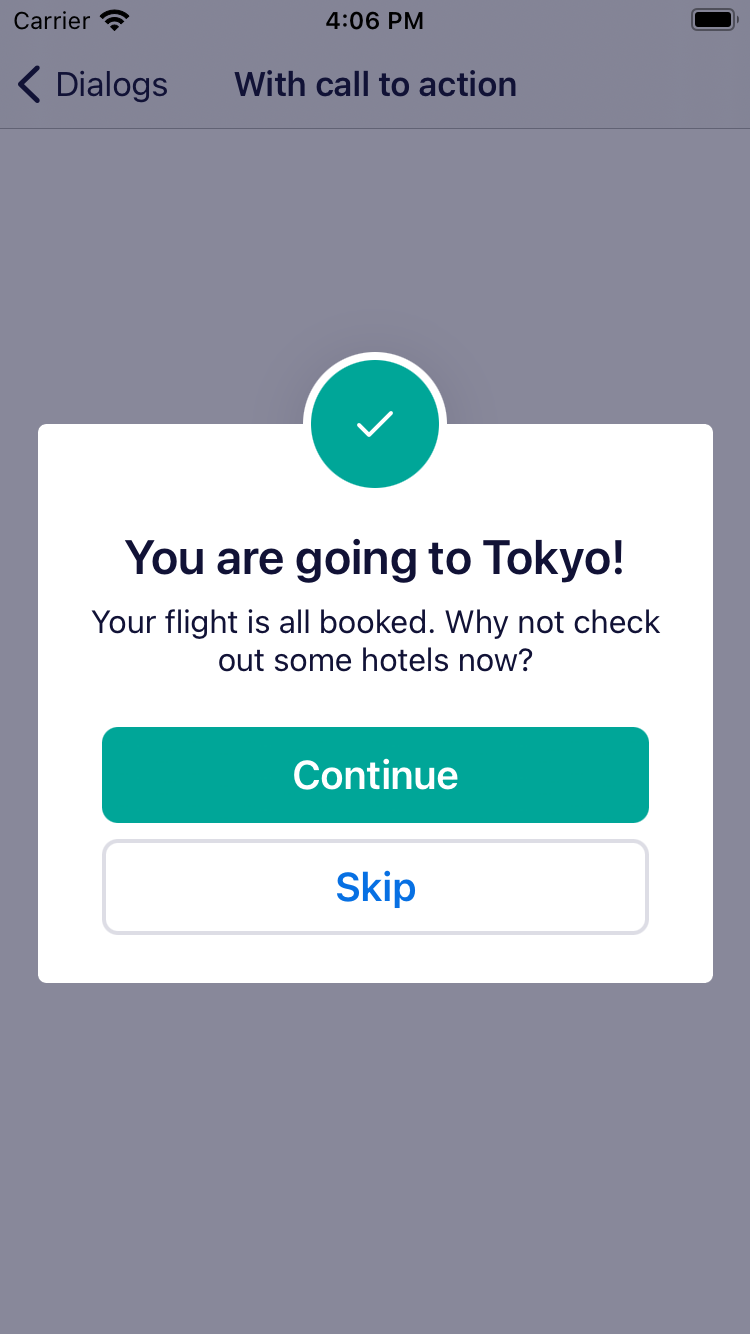 Carrier 4:06 PM
Dialogs With call to action
You are going to Tokyo!
Your flight is all booked. Why not check
out some hotels now?
Continue
Skip